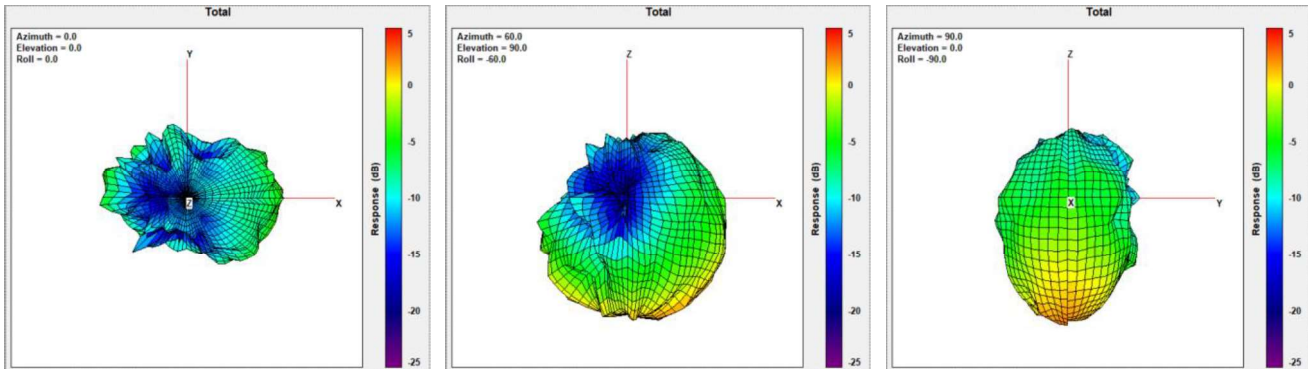 Total
Azimuth = 0.0
Elevation = 0.0
Roll = 0.0
Y
X
Z
5
0
-5
-10
-15
-20
-25
Response (dB)
Total
Azimuth = 60.0
Elevation = 90.0
Roll = -60.0
Z
X
5
0
-5
-10
-15
-20
-25
Response (dB)
Total
Azimuth = 90.0
Elevation = 0.0
Roll = -90.0
Z
X
Y
5
0
-5
-10
-15
-20
-25
Response (dB)